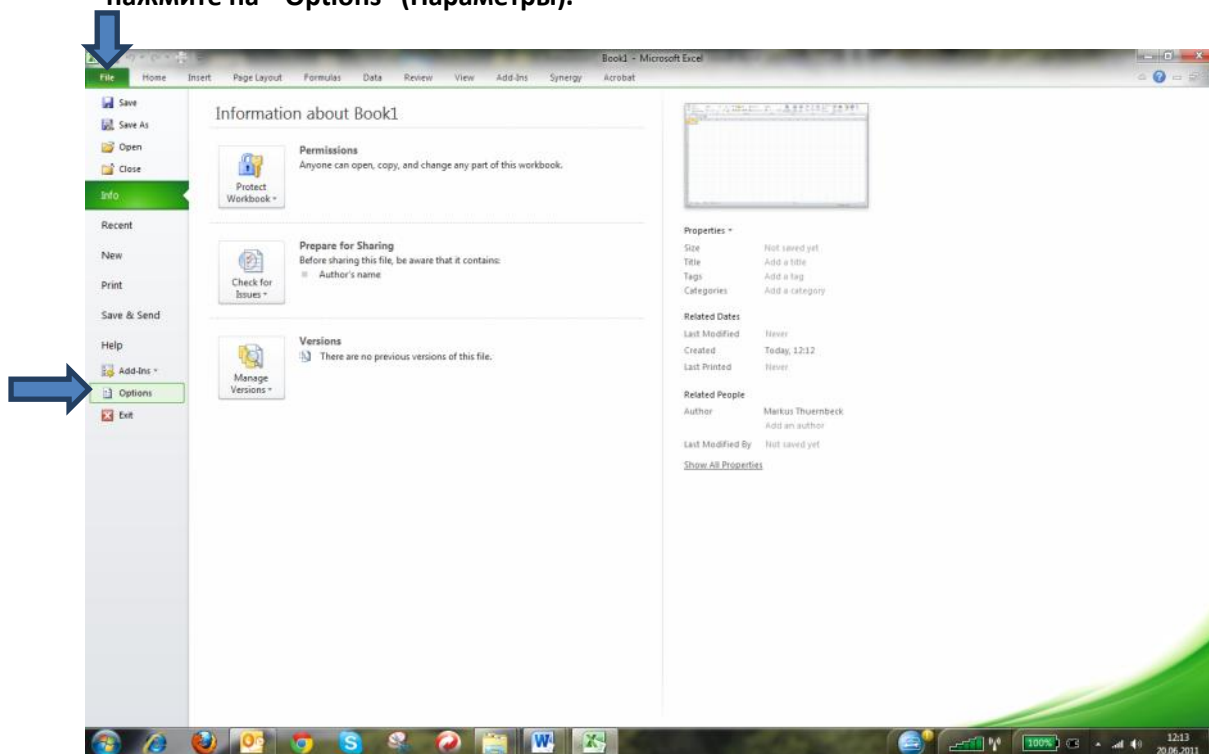 нажмите на "Options" (Параметры).
Book1 - Microsoft Excel
File Home Insert Page Layout Formulas Data Review View Add-Ins Synergy Acrobat
Save
Save As
Open
Close
Info
Recent
New
Print
Save & Send
Help
Add-Ins
Options
Exit
Information about Book1
Protect Workbook
Permissions
Anyone can open, copy, and change any part of this workbook.
Check for Issues
Prepare for Sharing
Before sharing this file, be aware that it contains:
Author's name
Manage Versions
Versions
There are no previous versions of this file.
Properties
Size Not saved yet
Title Add a title
Tags Add a tag
Categories Add a category
Related Dates
Last Modified Never
Created Today, 12:12
Last Printed Never
Related People
Author Markus Thuernbeck
Add an author
Last Modified By Not saved yet
Show All Properties
100%
12:13
20.06.2011